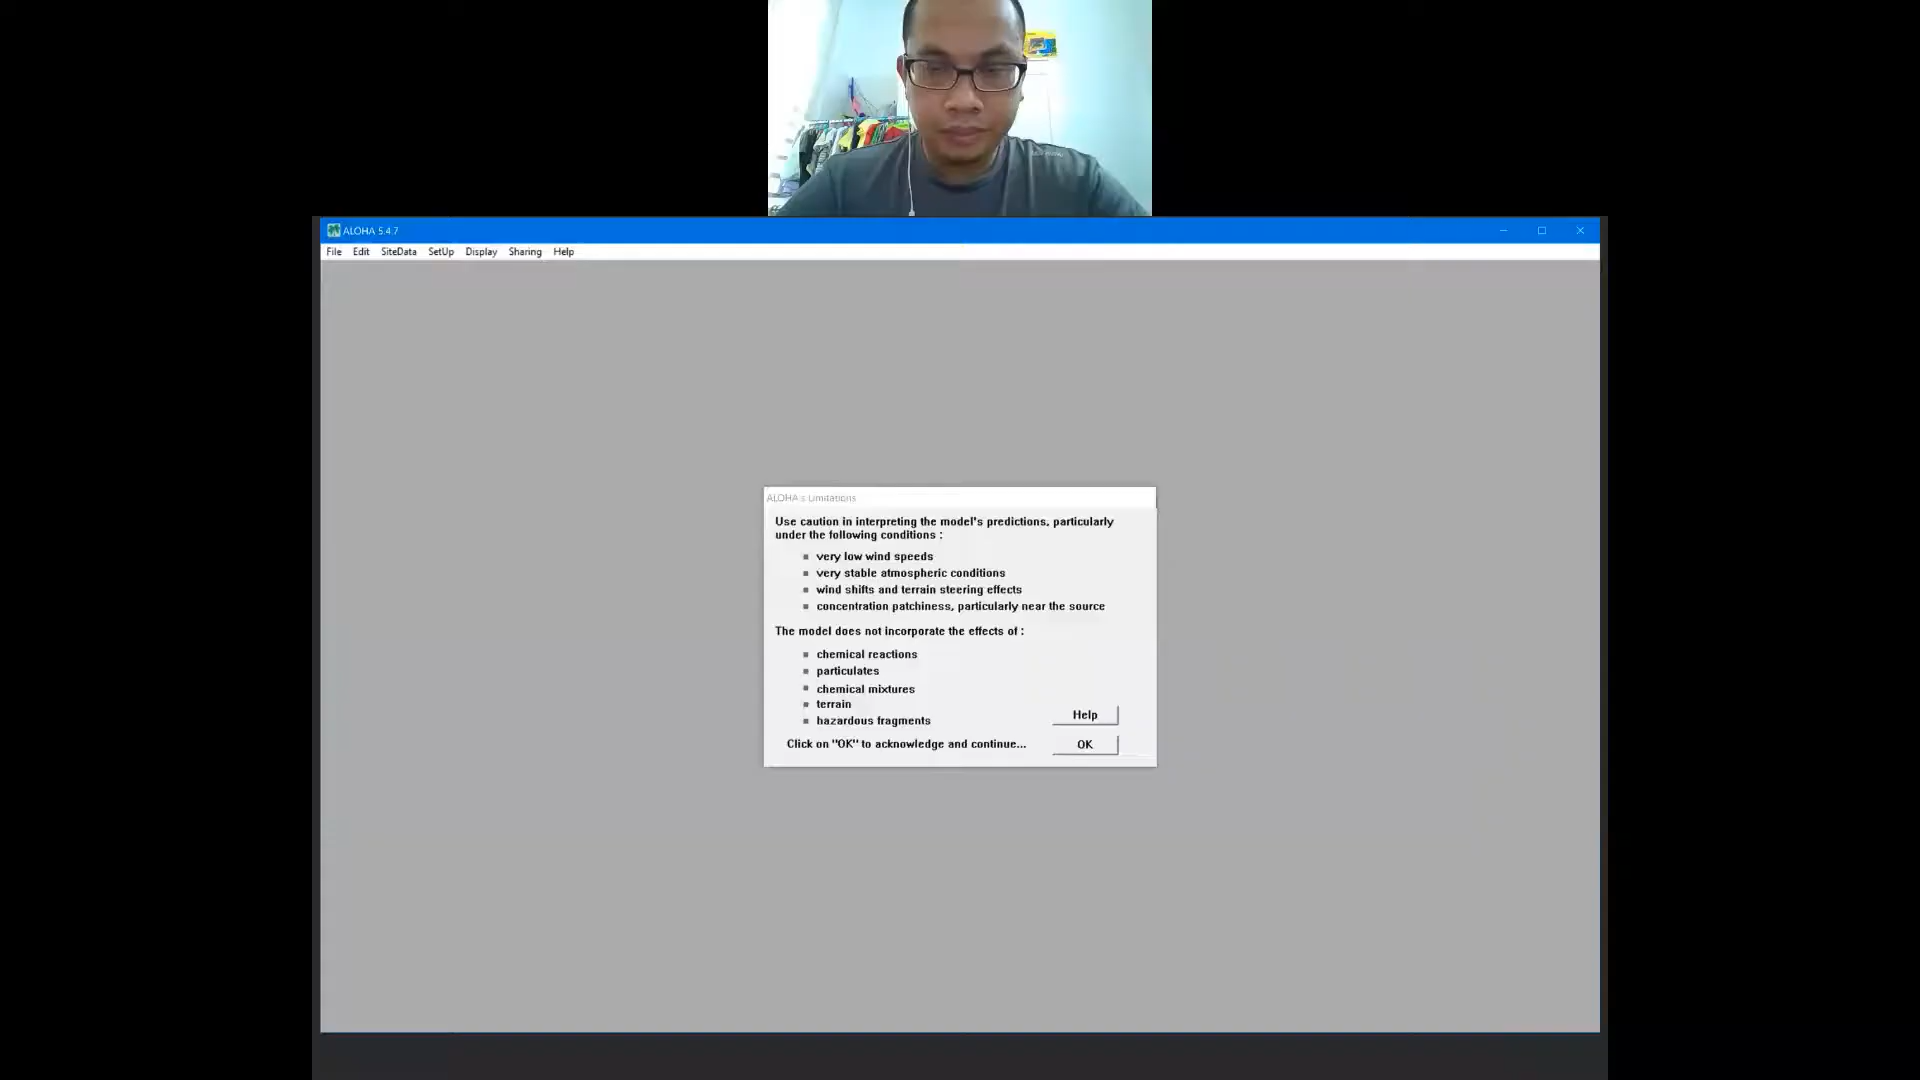 ALOHA 5.4.7
File Edit SiteData SetUp Display Sharing Help
ALOHA's Limitations
Use caution in interpreting the model's predictions, particularly
under the following conditions :
very low wind speeds
very stable atmospheric conditions
wind shifts and terrain steering effects
concentration patchiness, particularly near the source
The model does not incorporate the effects of :
chemical reactions
particulates
chemical mixtures
terrain
hazardous fragments
Help
Click on "OK" to acknowledge and continue...
OK